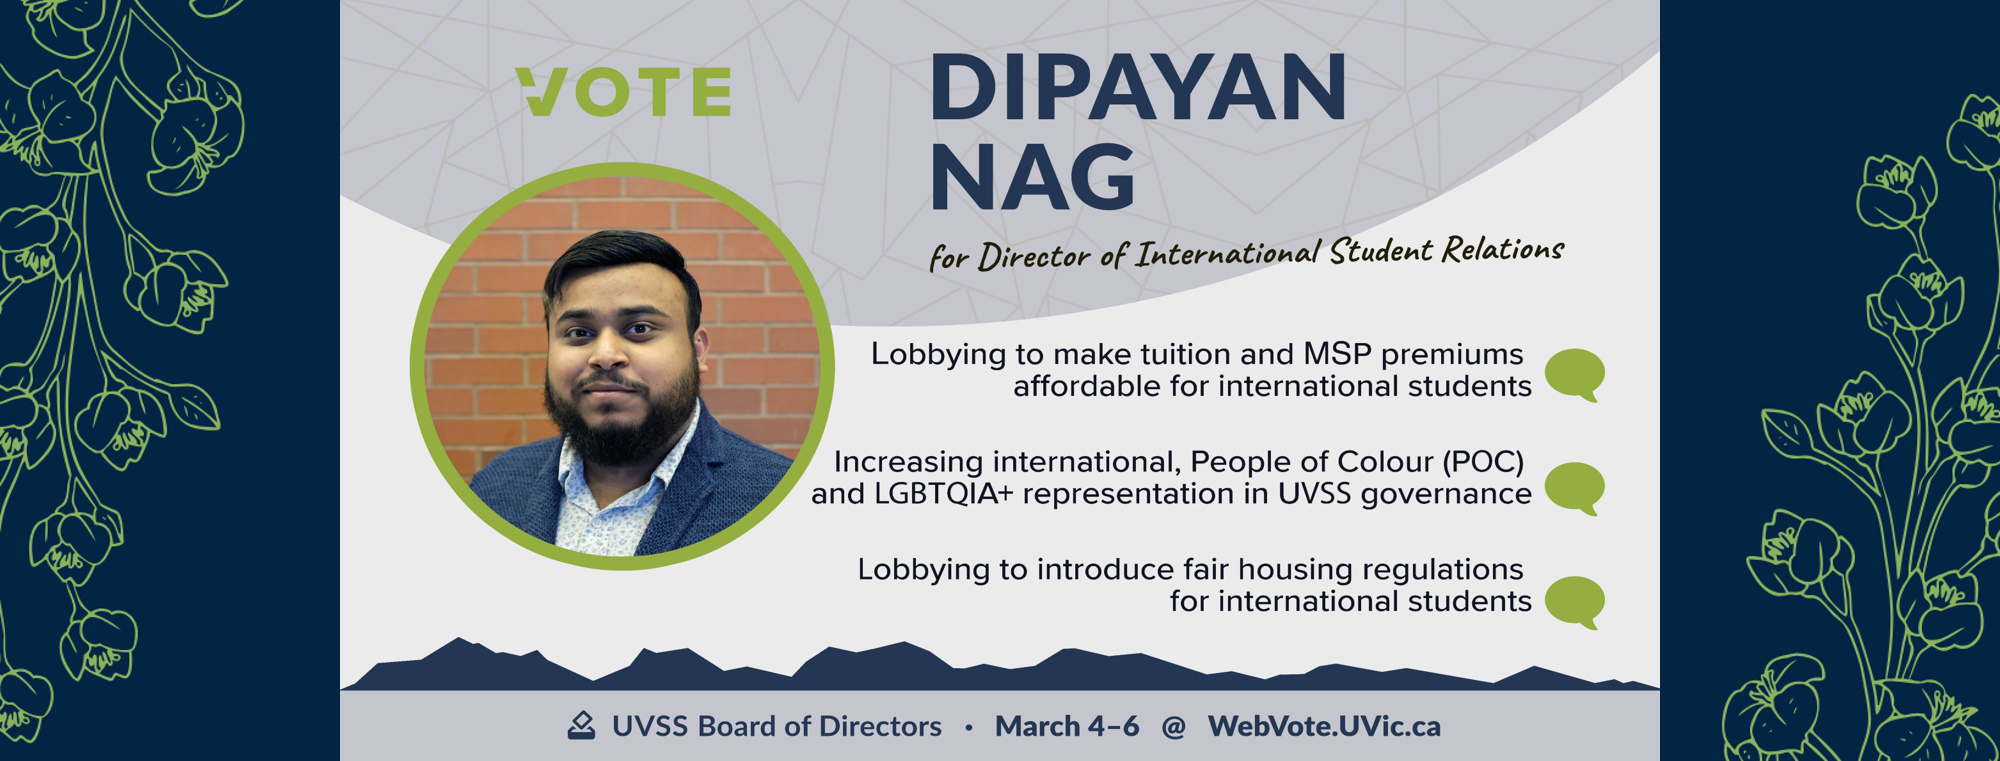 VOTE
DIPAYAN
NAG
for Director of International Student Relations
Lobbying to make tuition and MSP premiums
affordable for international students
Increasing international, People of Colour (POC)
and LGBTQIA+ representation in UVSS governance
Lobbying to introduce fair housing regulations
for international students
UVSS Board of Directors • March 4–6 @ WebVote.UVic.ca